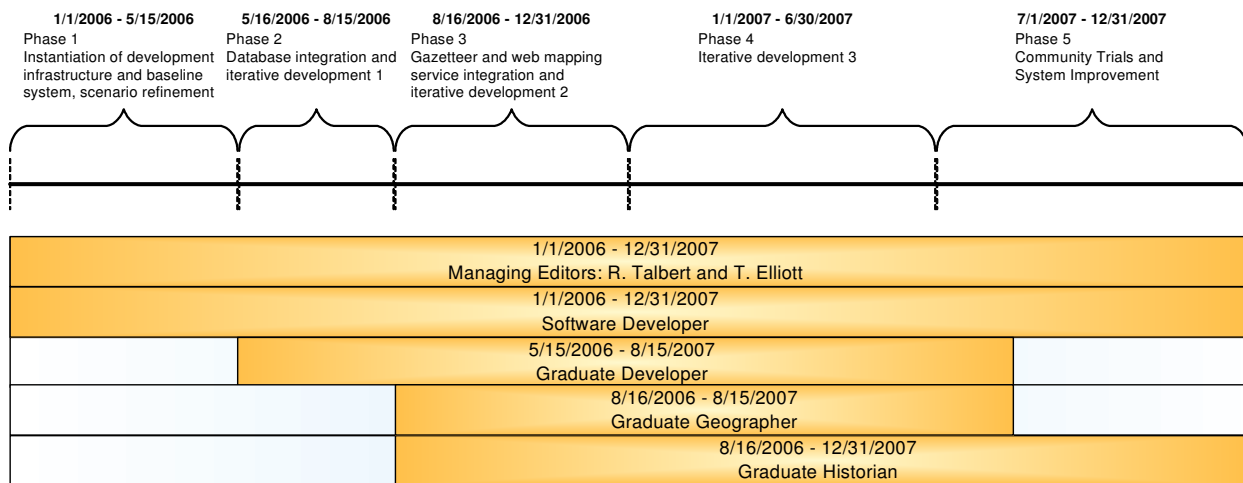 1/1/2006 - 5/15/2006
Phase 1
Instantiation of development
infrastructure and baseline
system, scenario refinement
5/16/2006 - 8/15/2006
Phase 2
Database integration and
iterative development 1
8/16/2006 - 12/31/2006
Phase 3
Gazetteer and web mapping
service integration and
iterative development 2
1/1/2007 - 6/30/2007
Phase 4
Iterative development 3
7/1/2007 - 12/31/2007
Phase 5
Community Trials and
System Improvement
1/1/2006 - 12/31/2007
Managing Editors: R. Talbert and T. Elliott
1/1/2006 - 12/31/2007
Software Developer
5/15/2006 - 8/15/2007
Graduate Developer
8/16/2006 - 8/15/2007
Graduate Geographer
8/16/2006 - 12/31/2007
Graduate Historian